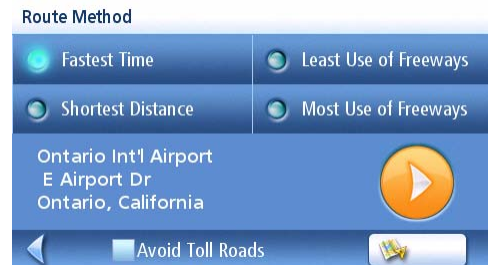 Route Method
Fastest Time
Least Use of Freeways
Shortest Distance
Most Use of Freeways
Ontario Int'l Airport
E Airport Dr
Ontario, California
Avoid Toll Roads